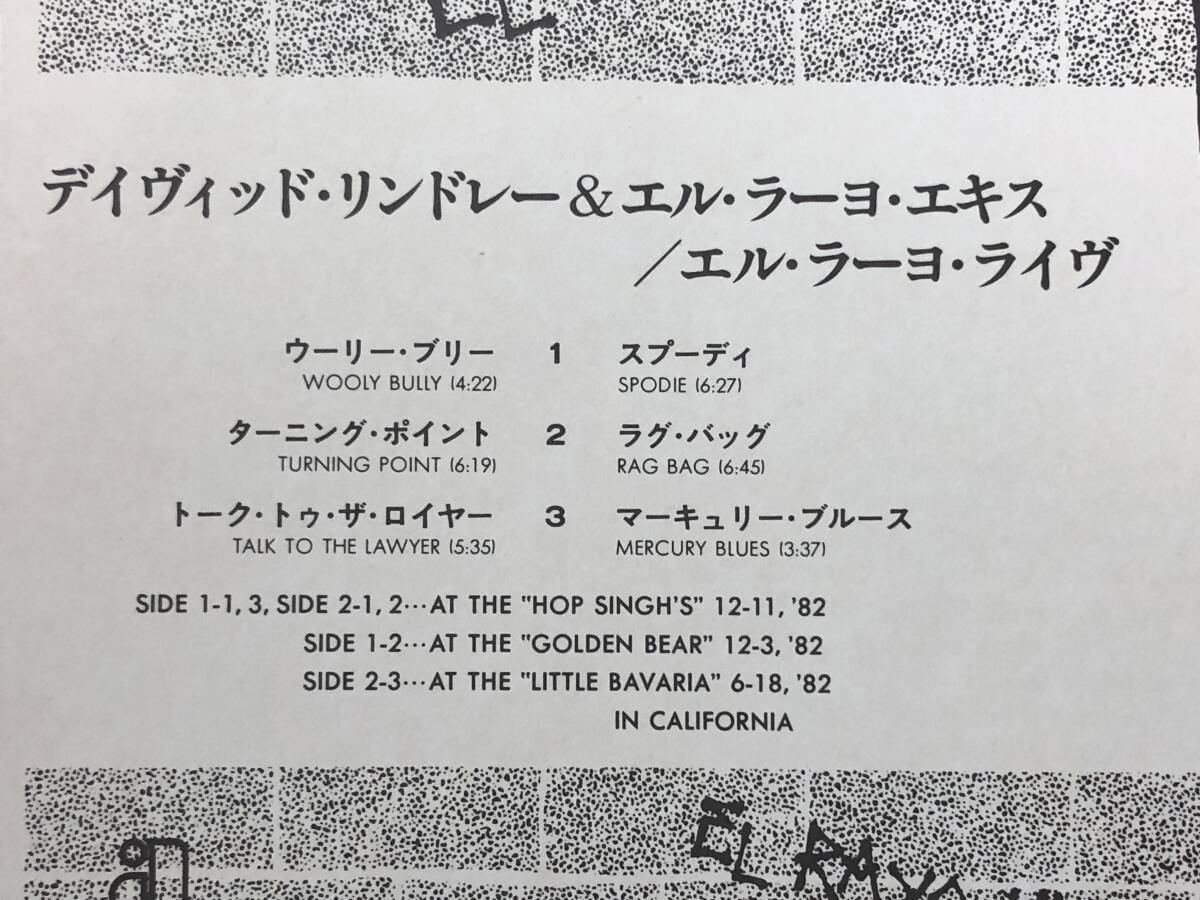 EL
デイヴィッド・リンドレー&エル・ラーヨ・エキス
/エル・ラーヨ・ライヴ
ウーリー・ブリー 1 スプーディ
WOOLY BULLY (4:22) SPODIE (6:27)
ターニング・ポイント 2 ラグ・バッグ
TURNING POINT (6:19) RAG BAG (6:45)
トーク・トゥ・ザ・ロイヤー 3 マーキュリー・ブルース
TALK TO THE LAWYER (5:35) MERCURY BLUES (3:37)
SIDE 1-1, 3, SIDE 2-1, 2…AT THE "HOP SINGH'S" 12-11, '82
SIDE 1-2…AT THE "GOLDEN BEAR" 12-3, '82
SIDE 2-3…AT THE "LITTLE BAVARIA" 6-18, '82
IN CALIFORNIA
EL RAYO